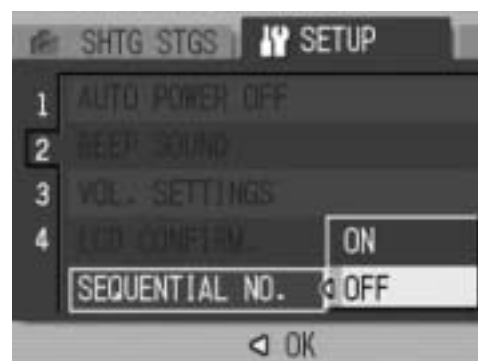 SHTG STGS SETUP
1 AUTO POWER OFF
2 BEEP SOUND
3 VOL. SETTINGS
4 LCD CONFIRM. ON
SEQUENTIAL NO. OFF
OK